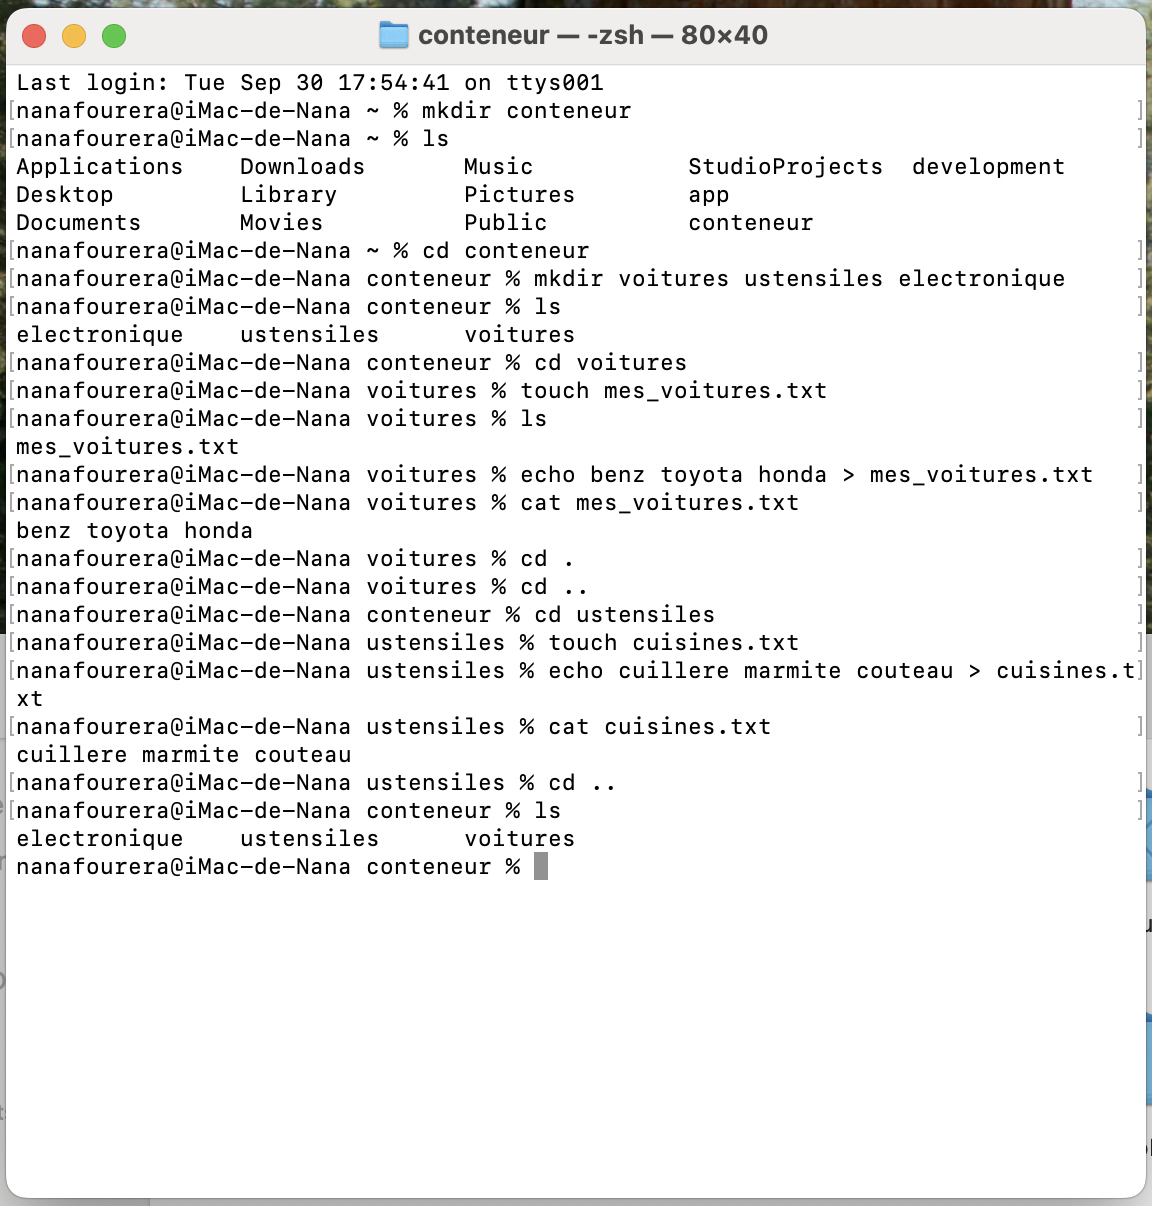 conteneur — -zsh — 80×40
Last login: Tue Sep 30 17:54:41 on ttys001
[nanafourera@iMac-de-Nana ~ % mkdir conteneur ]
[nanafourera@iMac-de-Nana ~ % ls ]
Applications Downloads Music StudioProjects development
Desktop Library Pictures app
Documents Movies Public conteneur
[nanafourera@iMac-de-Nana ~ % cd conteneur ]
[nanafourera@iMac-de-Nana conteneur % mkdir voitures ustensiles electronique ]
[nanafourera@iMac-de-Nana conteneur % ls ]
electronique ustensiles voitures
[nanafourera@iMac-de-Nana conteneur % cd voitures ]
[nanafourera@iMac-de-Nana voitures % touch mes_voitures.txt ]
[nanafourera@iMac-de-Nana voitures % ls ]
mes_voitures.txt
[nanafourera@iMac-de-Nana voitures % echo benz toyota honda > mes_voitures.txt ]
[nanafourera@iMac-de-Nana voitures % cat mes_voitures.txt ]
benz toyota honda
[nanafourera@iMac-de-Nana voitures % cd . ]
[nanafourera@iMac-de-Nana voitures % cd .. ]
[nanafourera@iMac-de-Nana conteneur % cd ustensiles ]
[nanafourera@iMac-de-Nana ustensiles % touch cuisines.txt ]
[nanafourera@iMac-de-Nana ustensiles % echo cuillere marmite couteau > cuisines.t]
xt
[nanafourera@iMac-de-Nana ustensiles % cat cuisines.txt ]
cuillere marmite couteau
[nanafourera@iMac-de-Nana ustensiles % cd .. ]
[nanafourera@iMac-de-Nana conteneur % ls ]
electronique ustensiles voitures
nanafourera@iMac-de-Nana conteneur %